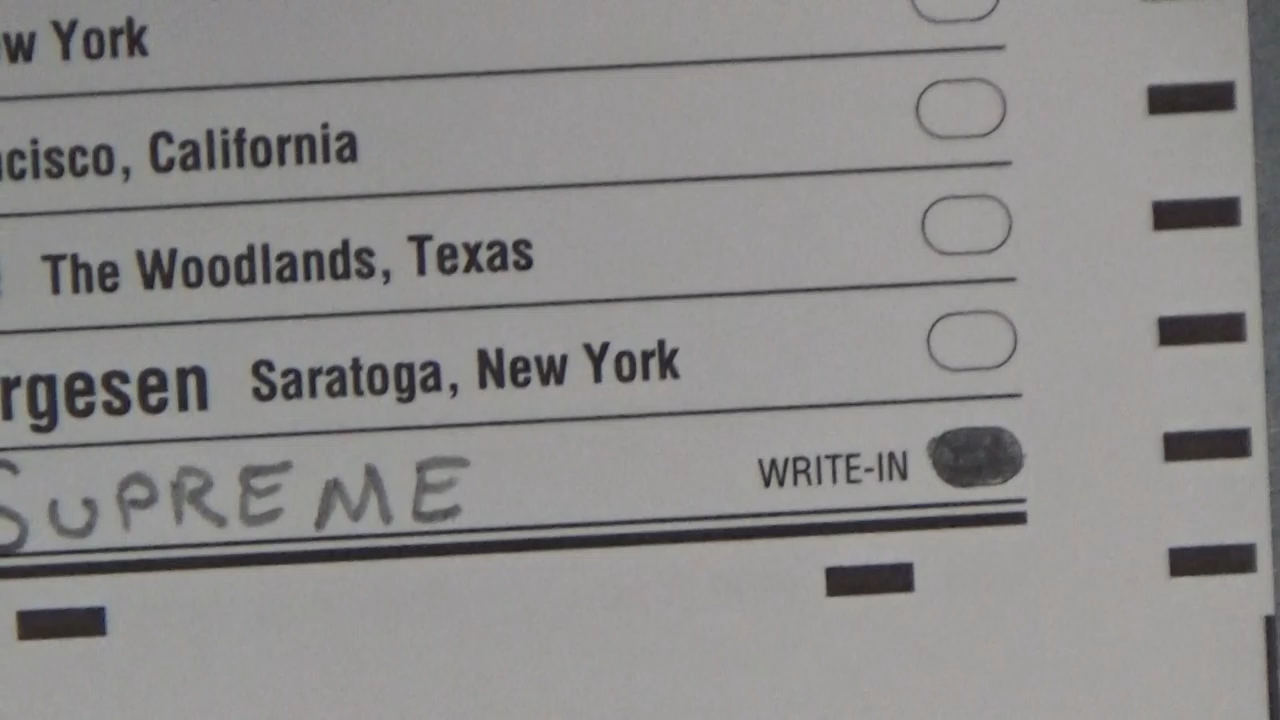 w York
cisco, California
The Woodlands, Texas
rgesen Saratoga, New York
SUPREME WRITE-IN